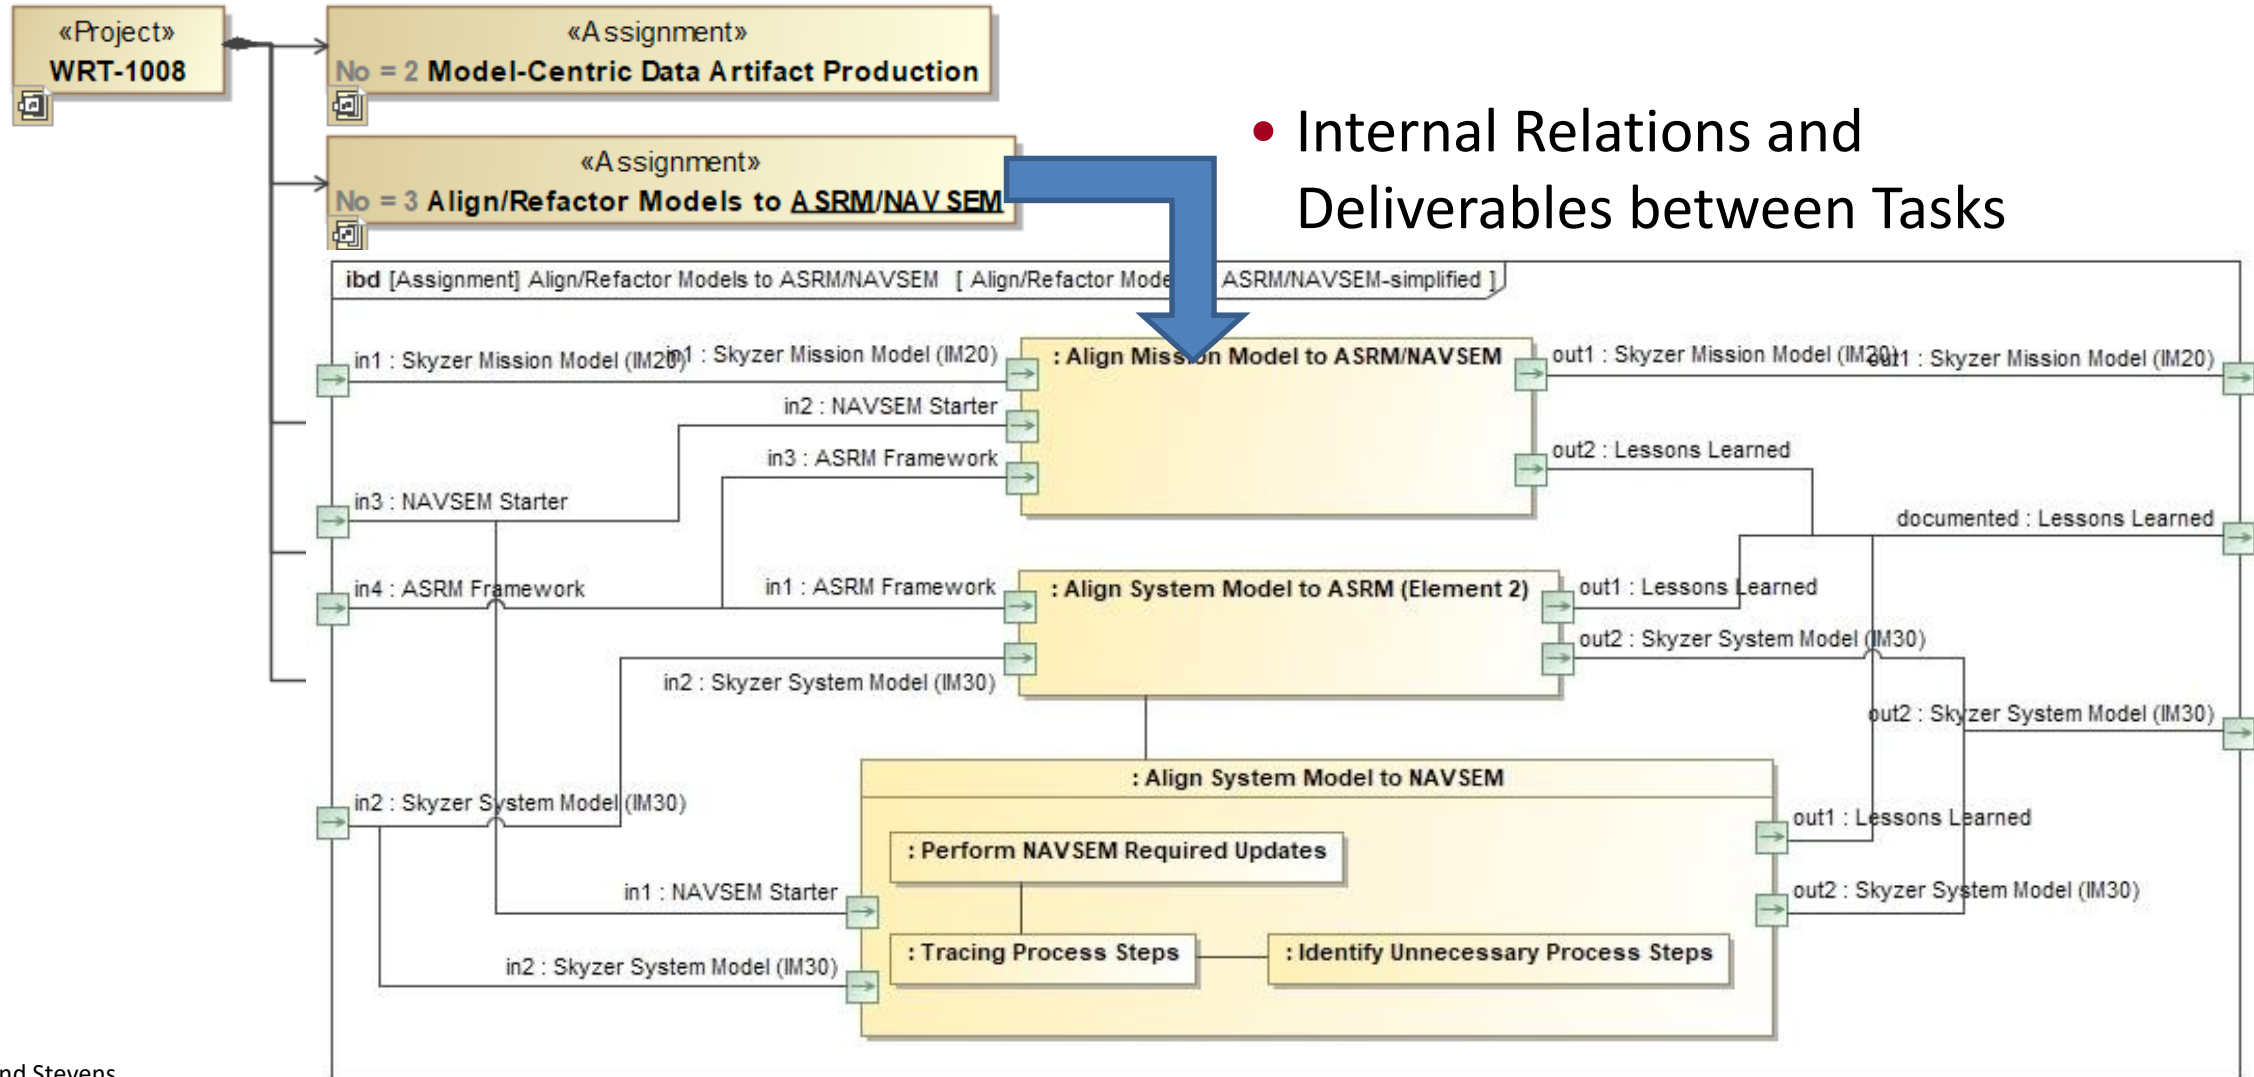 «Project»
WRT-1008
«Assignment»
No = 2 Model-Centric Data Artifact Production
«Assignment»
No = 3 Align/Refactor Models to ASRM/NAVSEM
• Internal Relations and
Deliverables between Tasks
ibd [Assignment] Align/Refactor Models to ASRM/NAVSEM [ Align/Refactor Mode ASRM/NAVSEM-simplified ]
in1 : Skyzer Mission Model (IM20)
in1 : Skyzer Mission Model (IM20)
: Align Mission Model to ASRM/NAVSEM
out1 : Skyzer Mission Model (IM20)
out1 : Skyzer Mission Model (IM20)
in2 : NAVSEM Starter
in3 : ASRM Framework
out2 : Lessons Learned
in3 : NAVSEM Starter
documented : Lessons Learned
in4 : ASRM Framework
in1 : ASRM Framework
: Align System Model to ASRM (Element 2)
out1 : Lessons Learned
out2 : Skyzer System Model (IM30)
in2 : Skyzer System Model (IM30)
out2 : Skyzer System Model (IM30)
: Align System Model to NAVSEM
in2 : Skyzer System Model (IM30)
out1 : Lessons Learned
: Perform NAVSEM Required Updates
in1 : NAVSEM Starter
out2 : Skyzer System Model (IM30)
: Tracing Process Steps
: Identify Unnecessary Process Steps
in2 : Skyzer System Model (IM30)
Stevens